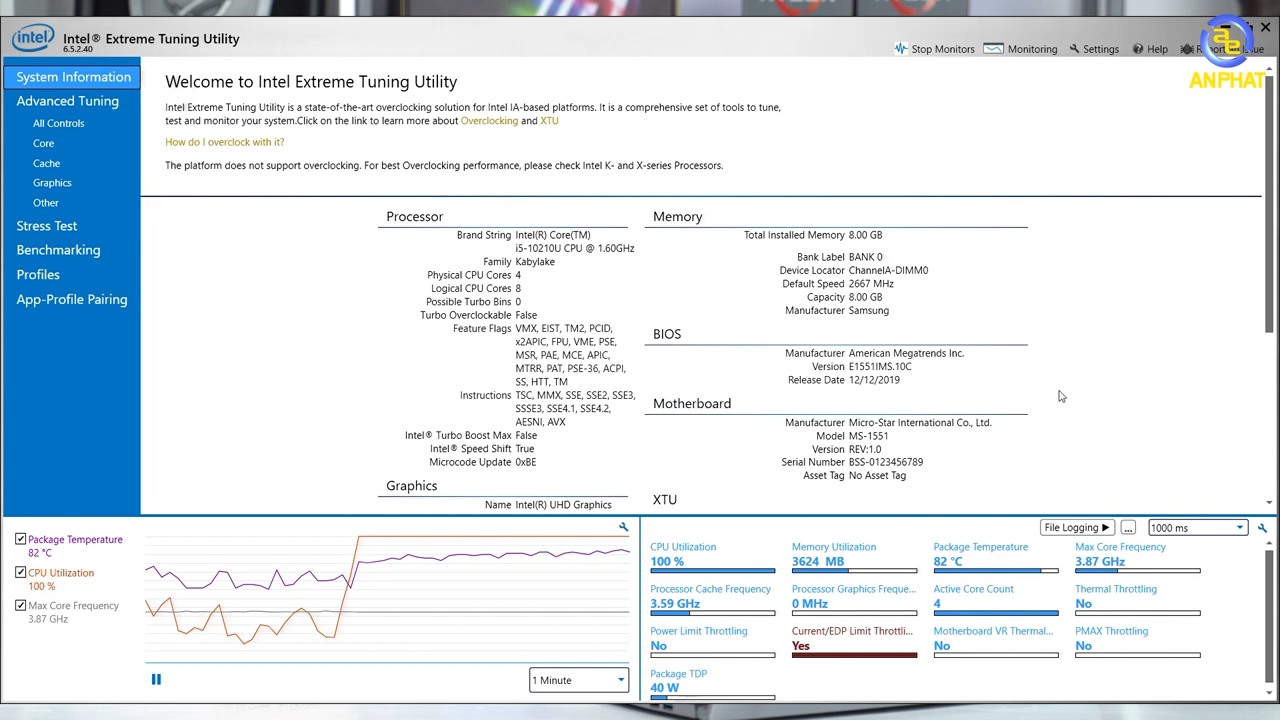 intel
Intel® Extreme Tuning Utility
6.5.2.40
Stop Monitors
Monitoring
Settings
Help
ANPHAT
System Information
Advanced Tuning
All Controls
Core
Cache
Graphics
Other
Stress Test
Benchmarking
Profiles
App-Profile Pairing
Welcome to Intel Extreme Tuning Utility
Intel Extreme Tuning Utility is a state-of-the-art overclocking solution for Intel IA-based platforms. It is a comprehensive set of tools to tune,
test and monitor your system.Click on the link to learn more about Overclocking and XTU
How do I overclock with it?
The platform does not support overclocking. For best Overclocking performance, please check Intel K- and X-series Processors.
Processor
Brand String Intel(R) Core(TM)
i5-10210U CPU @ 1.60GHz
Family Kabylake
Physical CPU Cores 4
Logical CPU Cores 8
Possible Turbo Bins 0
Turbo Overclockable False
Feature Flags VMX, EIST, TM2, PCID,
x2APIC, FPU, VME, PSE,
MSR, PAE, MCE, APIC,
MTRR, PAT, PSE-36, ACPI,
SS, HTT, TM
Instructions TSC, MMX, SSE, SSE2, SSE3,
SSSE3, SSE4.1, SSE4.2,
AESNI, AVX
Intel® Turbo Boost Max False
Intel® Speed Shift True
Microcode Update 0xBE
Graphics
Name Intel(R) UHD Graphics
Memory
Total Installed Memory 8.00 GB
Bank Label BANK 0
Device Locator ChannelA-DIMM0
Default Speed 2667 MHz
Capacity 8.00 GB
Manufacturer Samsung
BIOS
Manufacturer American Megatrends Inc.
Version E1551IMS.10C
Release Date 12/12/2019
Motherboard
Manufacturer Micro-Star International Co., Ltd.
Model MS-1551
Version REV:1.0
Serial Number BSS-0123456789
Asset Tag No Asset Tag
XTU
Package Temperature
82 °C
CPU Utilization
100 %
Max Core Frequency
3.87 GHz
1 Minute
File Logging
...
1000 ms
CPU Utilization
100 %
Memory Utilization
3624 MB
Package Temperature
82 °C
Max Core Frequency
3.87 GHz
Processor Cache Frequency
3.59 GHz
Processor Graphics Freque...
0 MHz
Active Core Count
4
Thermal Throttling
No
Power Limit Throttling
No
Current/EDP Limit Throttli...
Yes
Motherboard VR Thermal...
No
PMAX Throttling
No
Package TDP
40 W